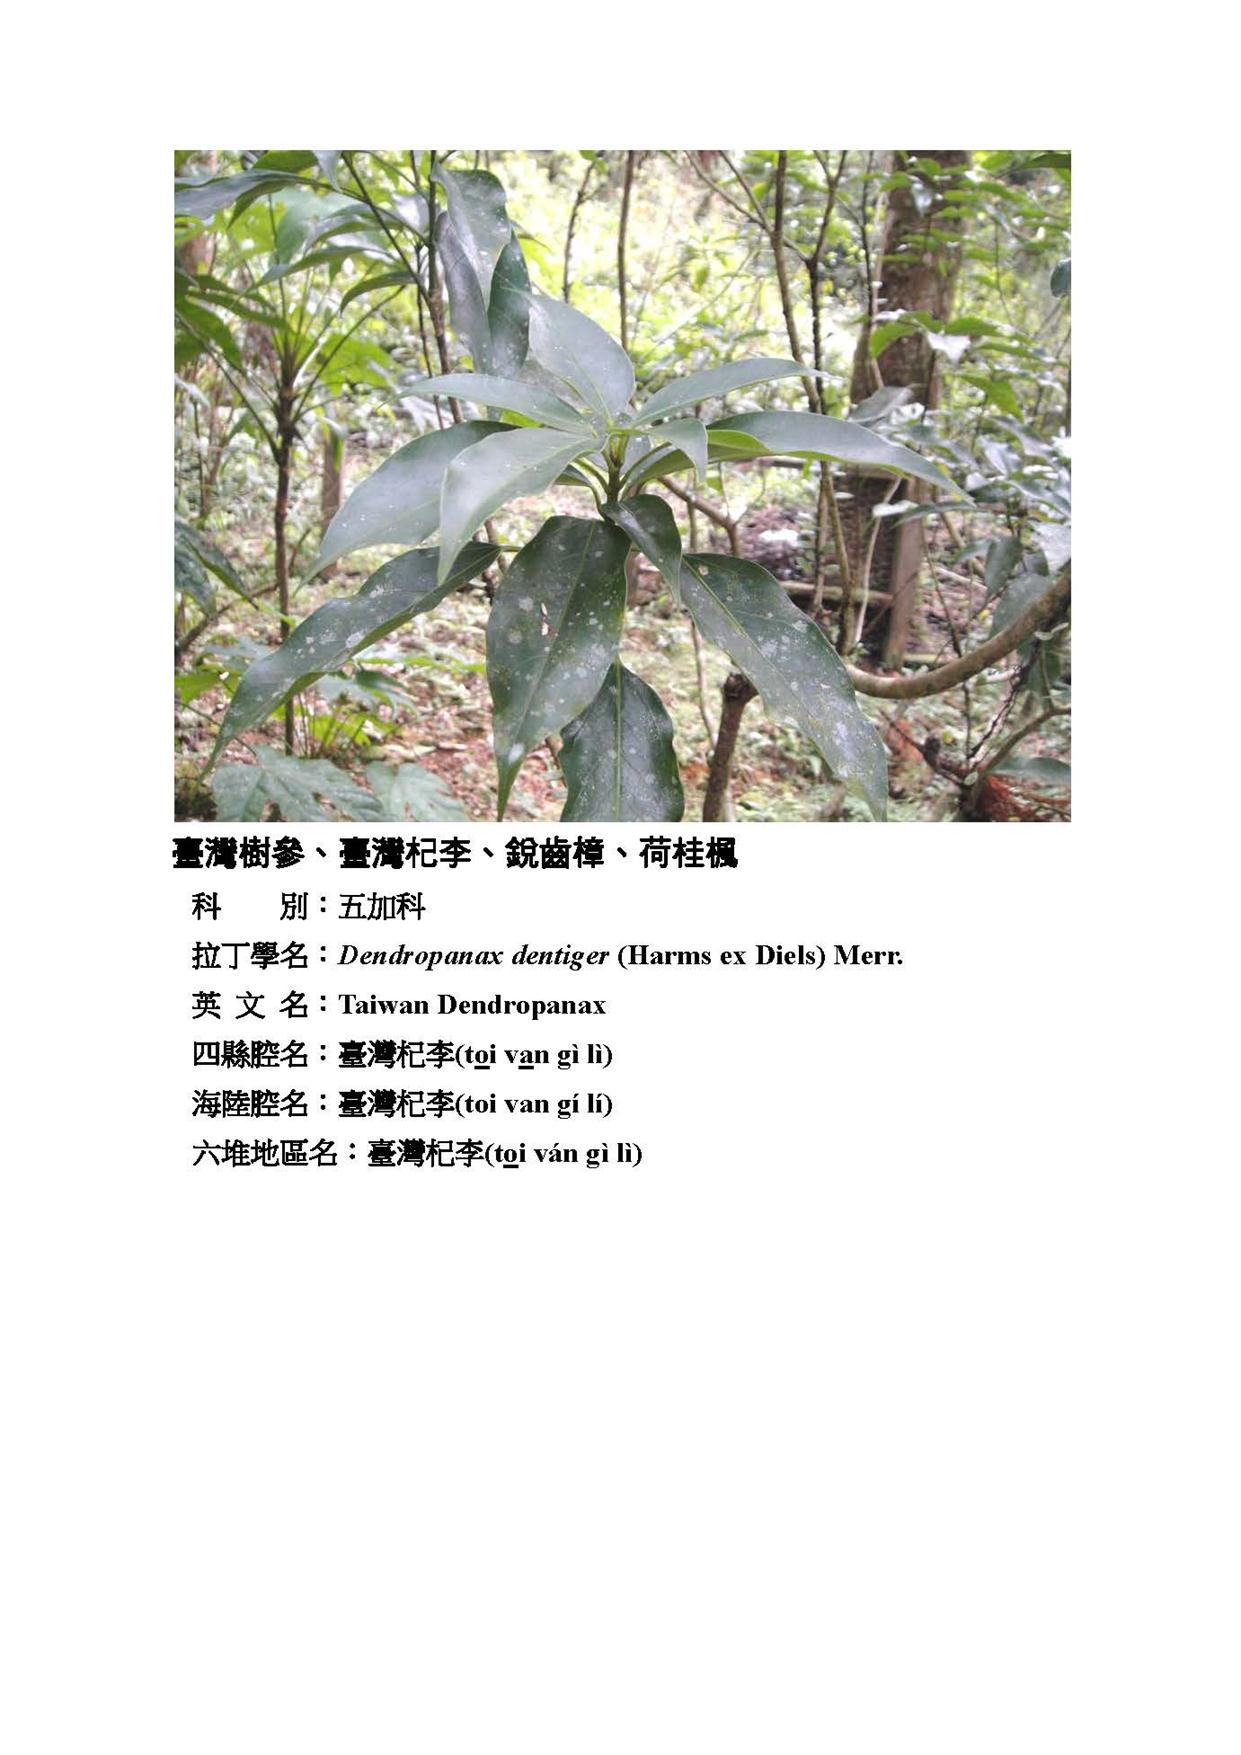 臺灣樹參、臺灣杞李、銳齒樟、荷桂楓
科　　別：五加科
拉丁學名：Dendropanax dentiger (Harms ex Diels) Merr.
英 文 名：Taiwan Dendropanax
四縣腔名：臺灣杞李(to̲i va̲n gì lì)
海陸腔名：臺灣杞李(toi van gí lí)
六堆地區名：臺灣杞李(to̲i ván gì lì)